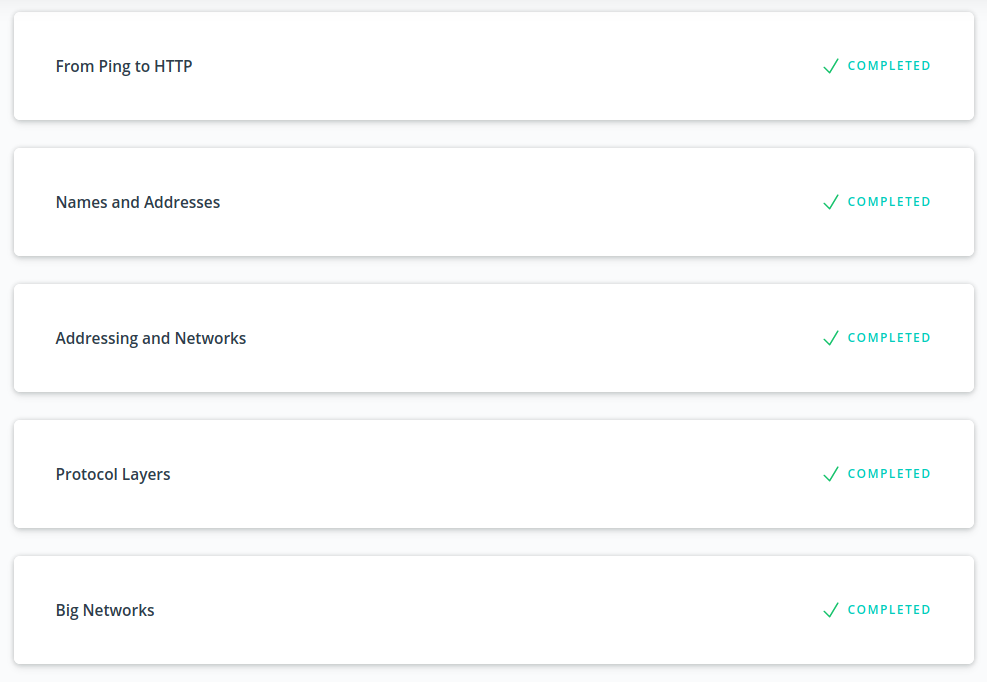 From Ping to HTTP COMPLETED
Names and Addresses COMPLETED
Addressing and Networks COMPLETED
Protocol Layers COMPLETED
Big Networks COMPLETED